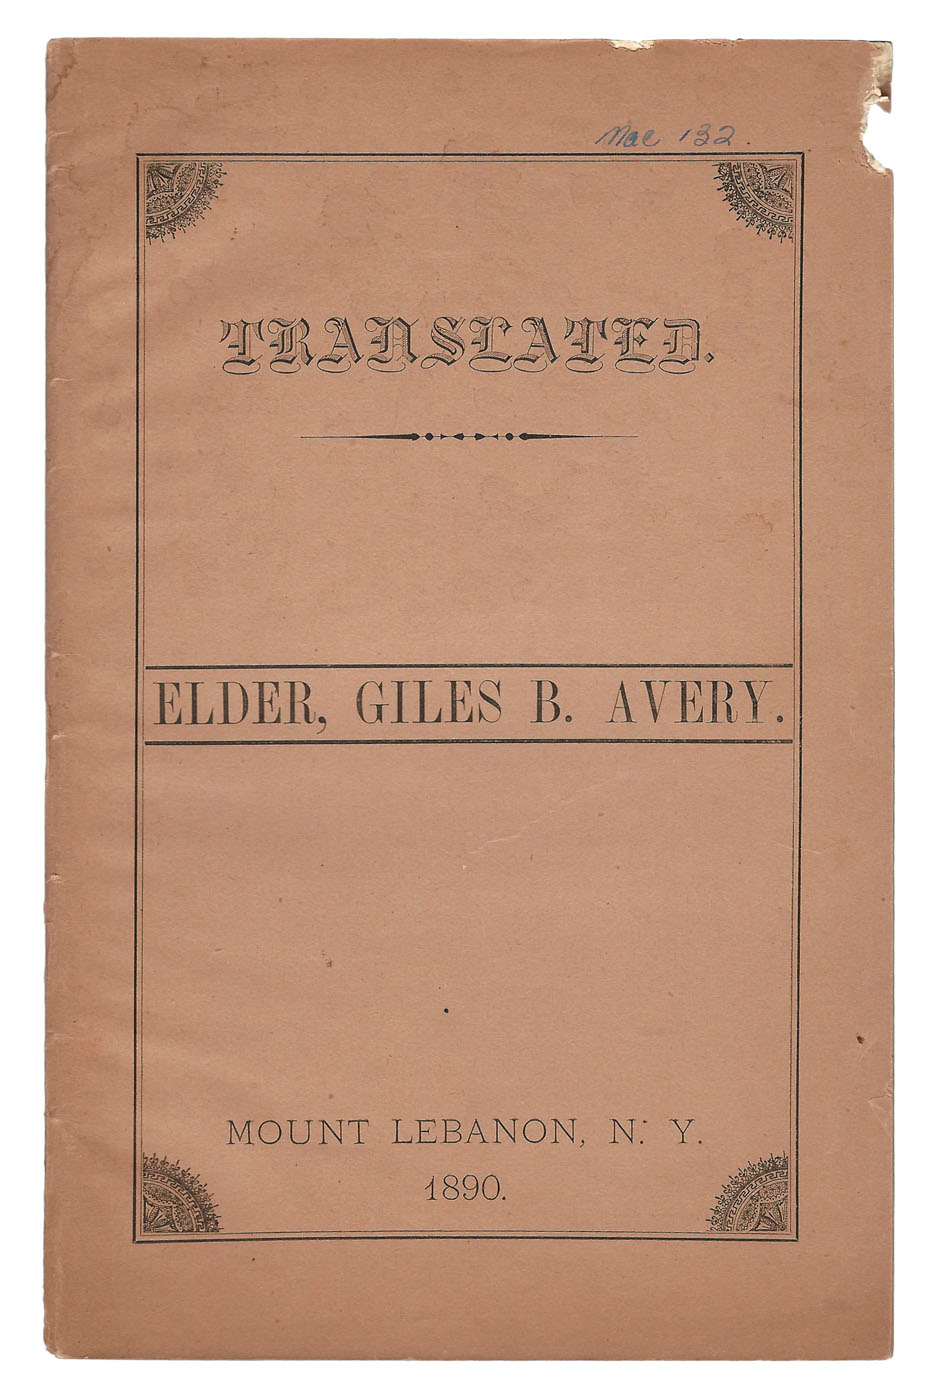 Mac 132.
TRANSLATED.
ELDER, GILES B. AVERY.
MOUNT LEBANON, N. Y.
1890.